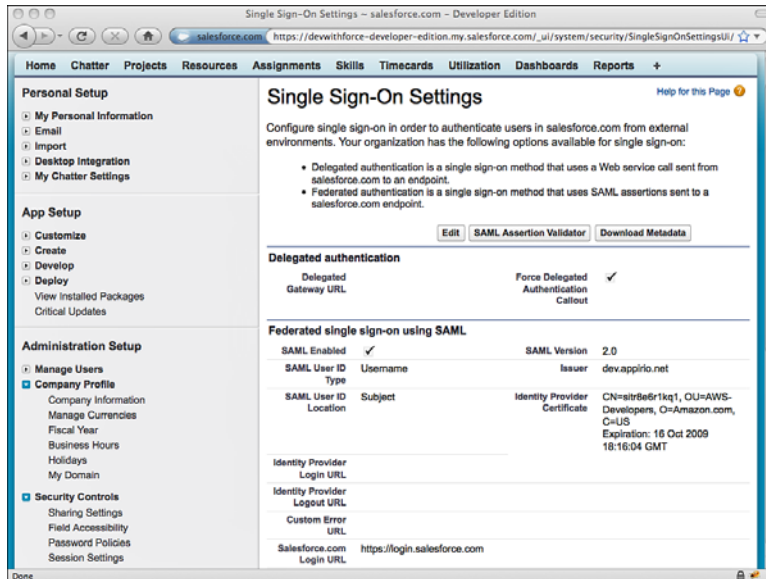 Single Sign-On Settings ~ salesforce.com - Developer Edition
salesforce.com https://devwithforce-developer-edition.my.salesforce.com/_ui/system/security/SingleSignOnSettingsUi/
Home Chatter Projects Resources Assignments Skills Timecards Utilization Dashboards Reports +
Personal Setup
My Personal Information
Email
Import
Desktop Integration
My Chatter Settings
App Setup
Customize
Create
Develop
Deploy
View Installed Packages
Critical Updates
Administration Setup
Manage Users
Company Profile
Company Information
Manage Currencies
Fiscal Year
Business Hours
Holidays
My Domain
Security Controls
Sharing Settings
Field Accessibility
Password Policies
Session Settings
Single Sign-On Settings
Help for this Page ?
Configure single sign-on in order to authenticate users in salesforce.com from external
environments. Your organization has the following options available for single sign-on:
• Delegated authentication is a single sign-on method that uses a Web service call sent from
salesforce.com to an endpoint.
• Federated authentication is a single sign-on method that uses SAML assertions sent to a
salesforce.com endpoint.
Edit SAML Assertion Validator Download Metadata
Delegated authentication
Delegated
Gateway URL
Force Delegated
Authentication
Callout
✓
Federated single sign-on using SAML
SAML Enabled ✓
SAML Version 2.0
SAML User ID
Type
Username
Issuer dev.appirio.net
SAML User ID
Location
Subject
Identity Provider
Certificate
CN=sitr8e6r1kq1, OU=AWS-
Developers, O=Amazon.com,
C=US
Expiration: 16 Oct 2009
18:16:04 GMT
Identity Provider
Login URL
Identity Provider
Logout URL
Custom Error
URL
Salesforce.com
Login URL
https://login.salesforce.com
Done